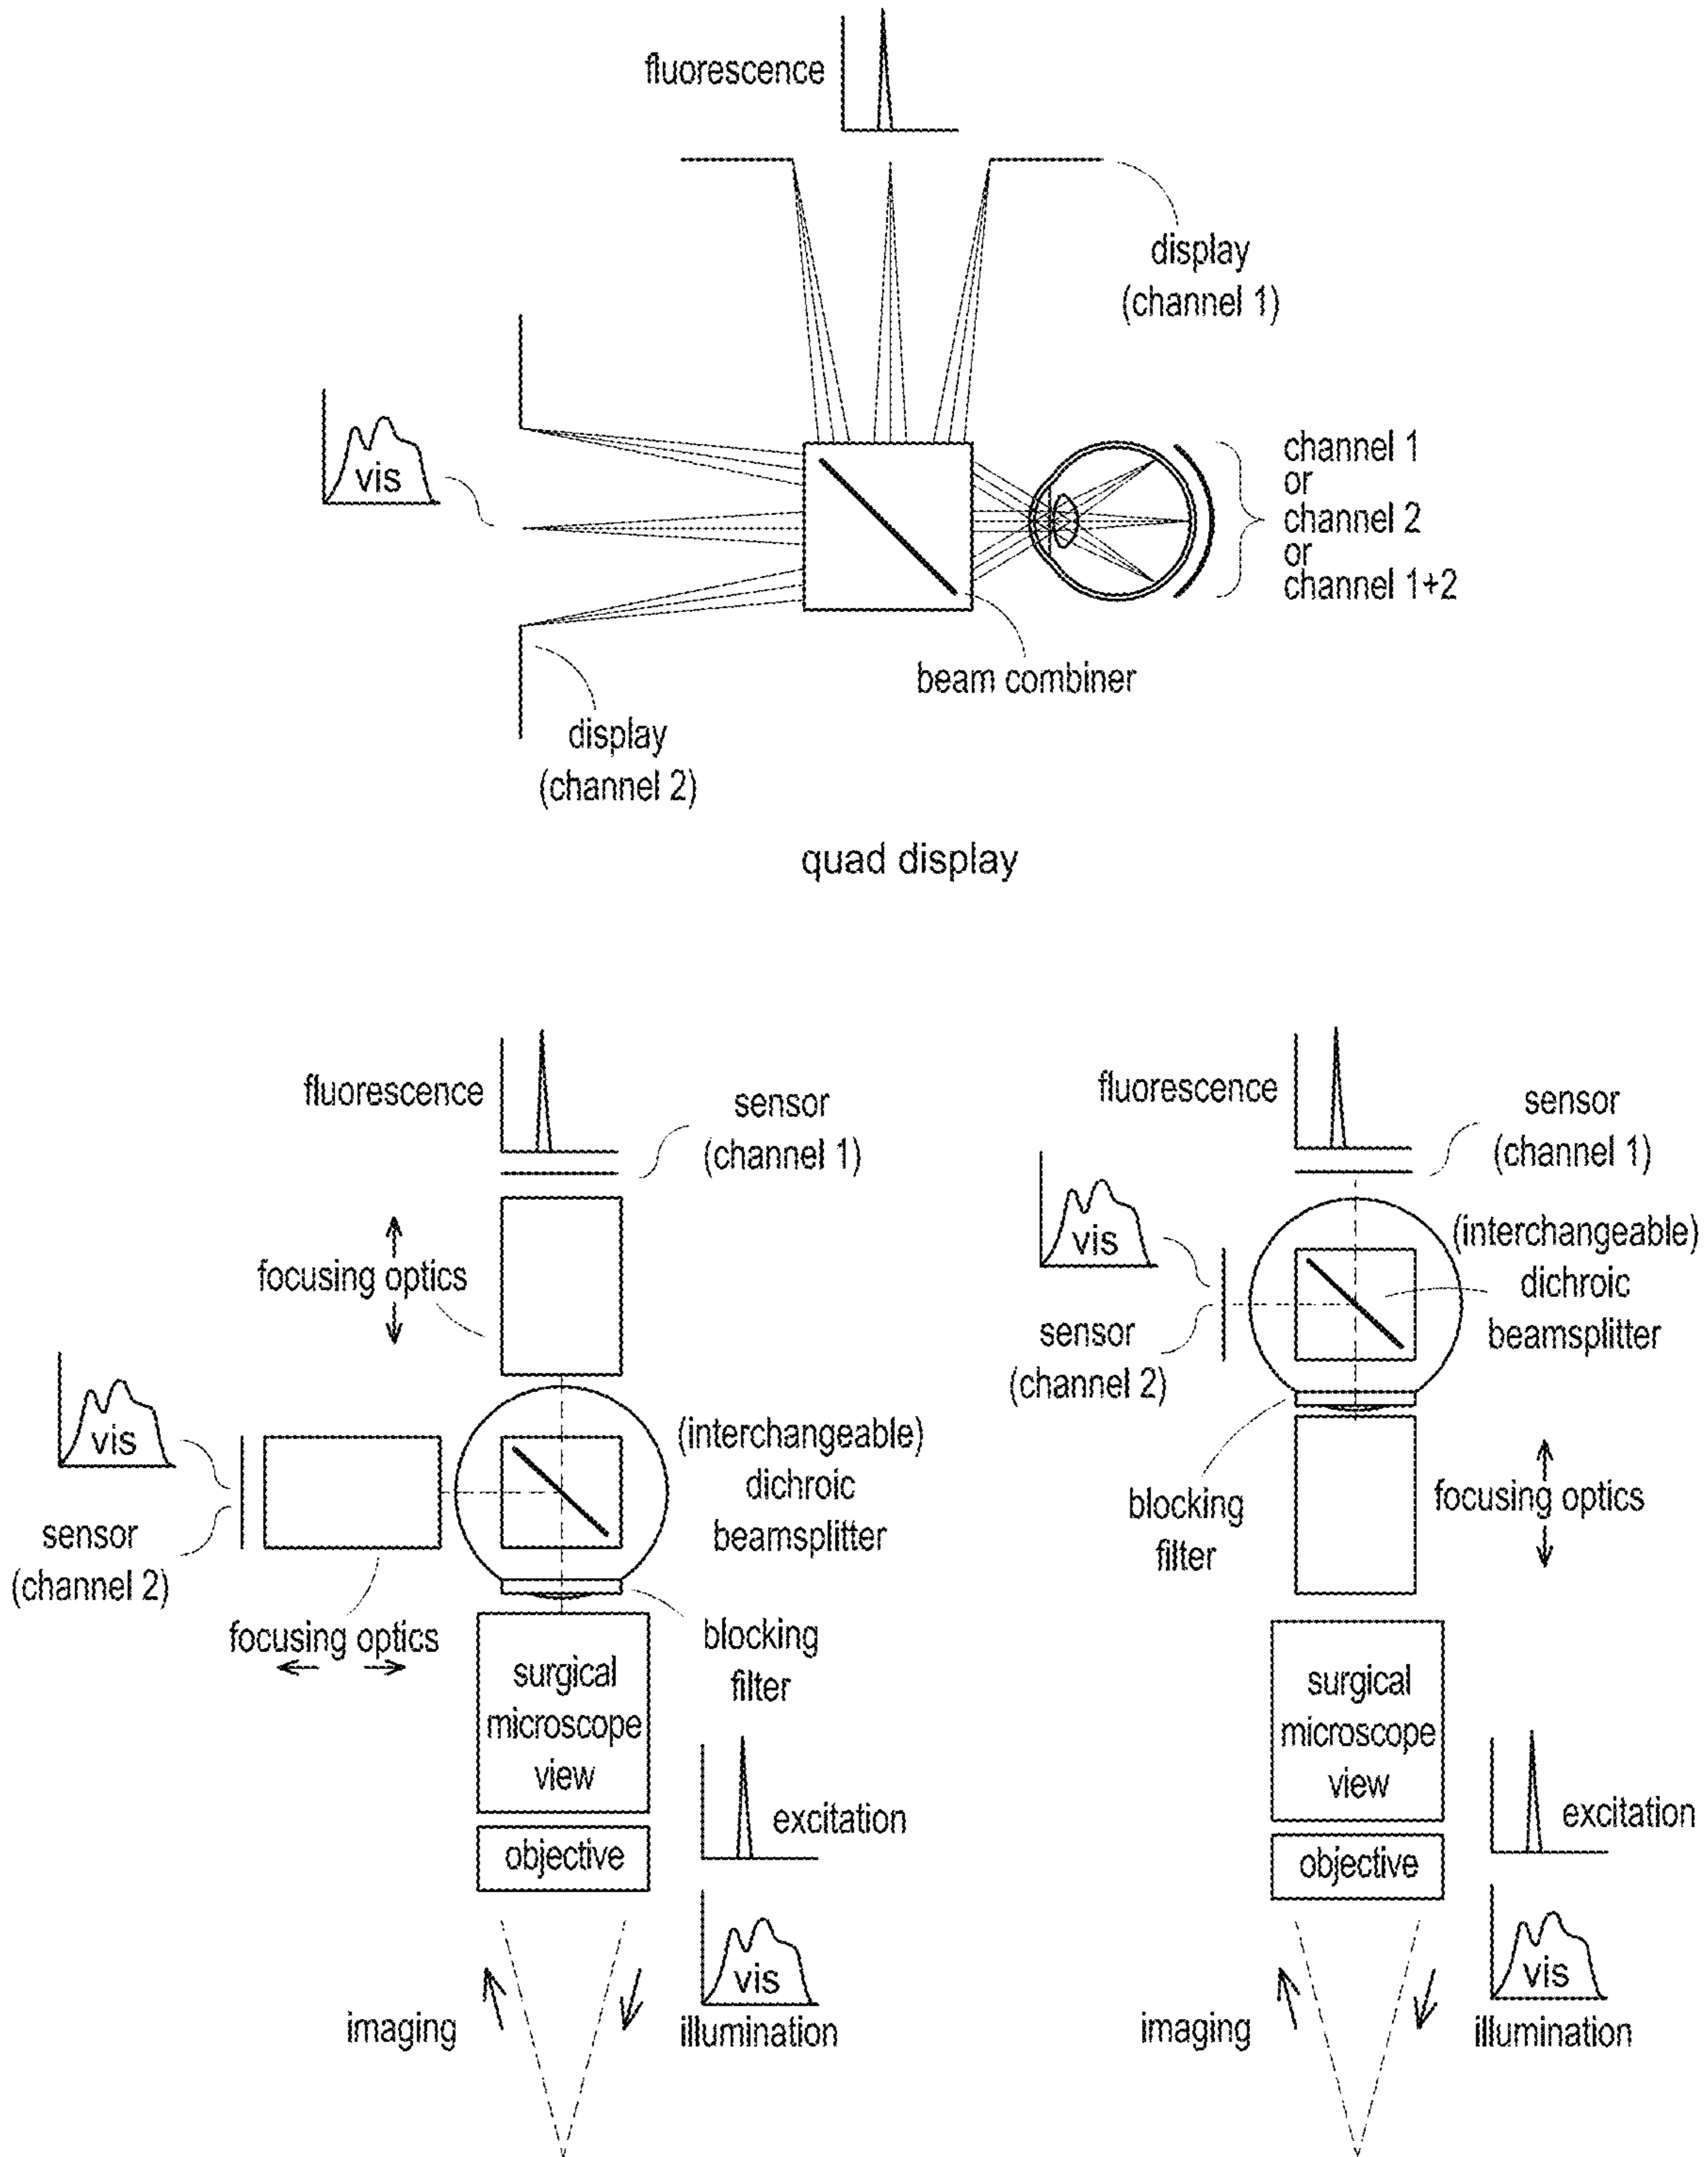 fluorescence
display
(channel 1)
vis
channel 1
or
channel 2
or
channel 1+2
beam combiner
display
(channel 2)
quad display
fluorescence
sensor
(channel 1)
focusing optics
vis
(interchangeable)
dichroic
beamsplitter
sensor
(channel 2)
focusing optics
blocking
filter
surgical
microscope
view
excitation
objective
vis
imaging
illumination
fluorescence
sensor
(channel 1)
vis
(interchangeable)
dichroic
beamsplitter
sensor
(channel 2)
blocking
filter
focusing optics
surgical
microscope
view
excitation
objective
vis
imaging
illumination